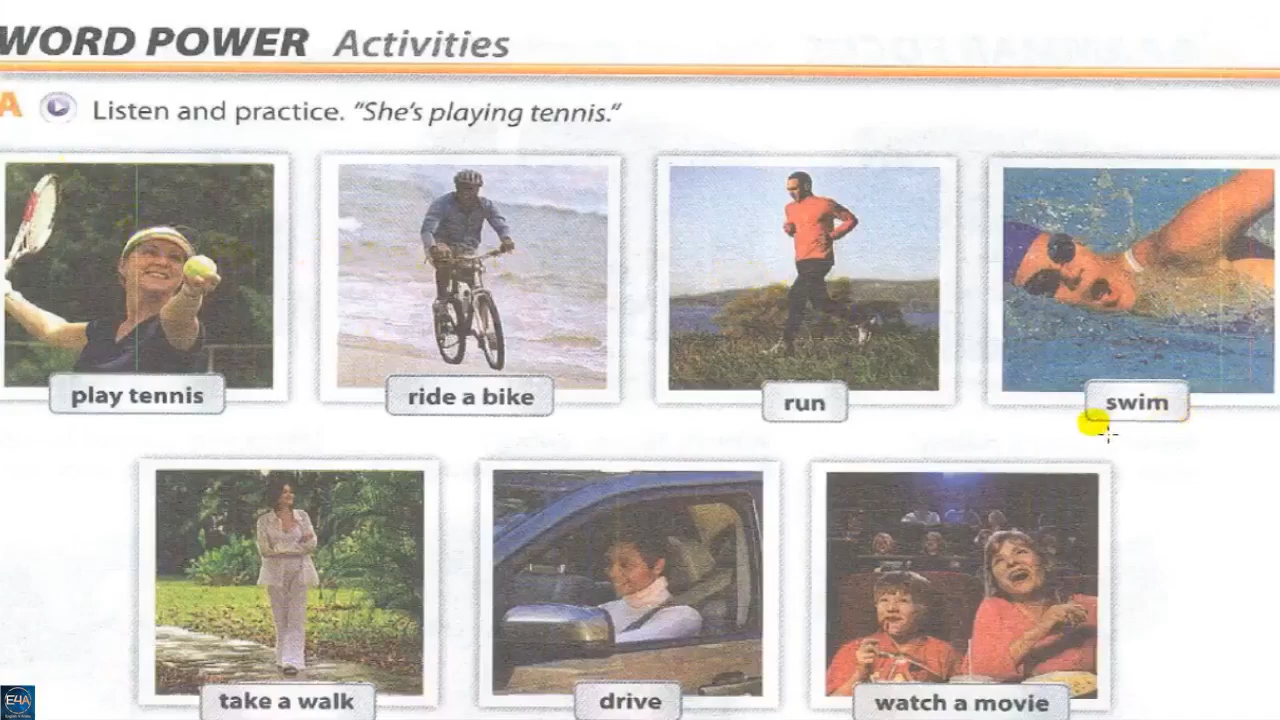 WORD POWER Activities
A Listen and practice. "She's playing tennis."
play tennis
ride a bike
run
swim
take a walk
drive
watch a movie
E4A